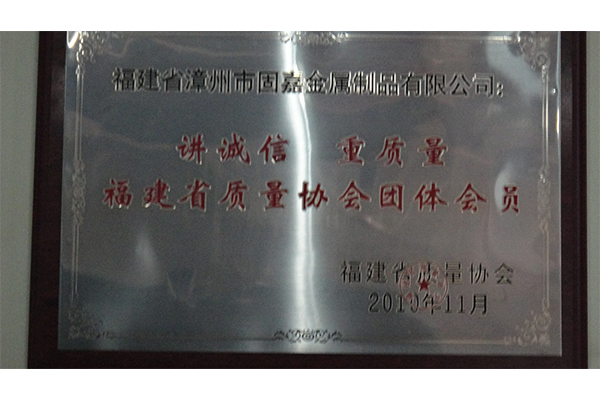 福建省漳州市固嘉金属制品有限公司:
讲诚信 重质量
福建省质量协会团体会员
福建省质量协会
2010年11月